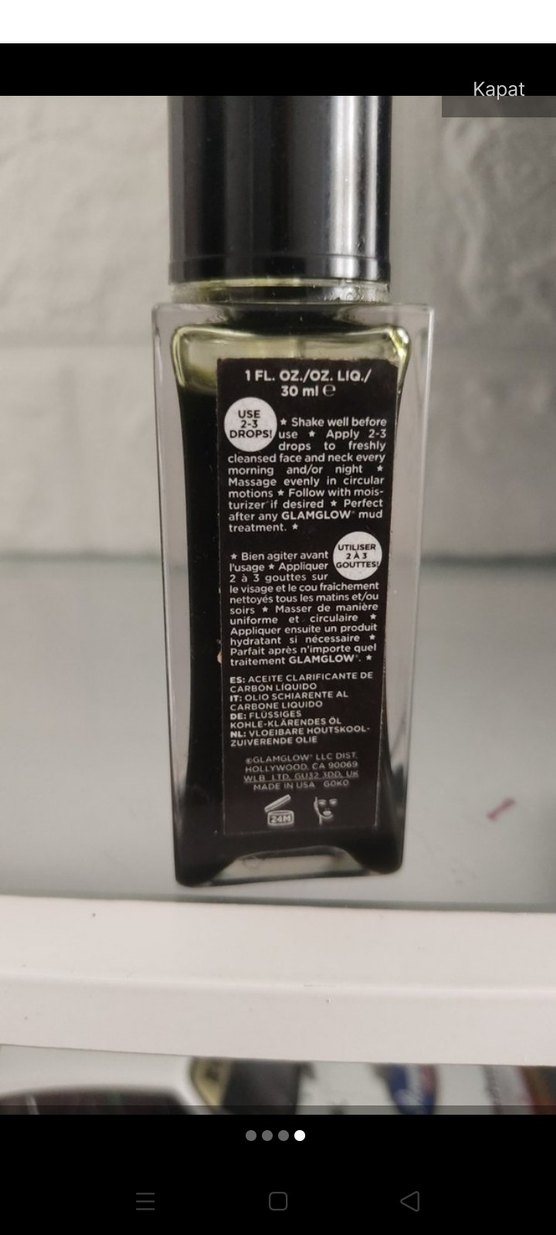 Kapat
1 FL. OZ./OZ. LIQ./
30 ml ℮
USE
2-3
DROPS!
★ Shake well before
use ★ Apply 2-3
drops to freshly
cleansed face and neck every
morning and/or night ★
Massage evenly in circular
motions ★ Follow with mois-
turizer if desired ★ Perfect
after any GLAMGLOW® mud
treatment. ★
UTILISER
2 À 3
GOUTTES!
★ Bien agiter avant
l'usage ★ Appliquer
2 à 3 gouttes sur
le visage et le cou fraîchement
nettoyés tous les matins et/ou
soirs ★ Masser de manière
uniforme et circulaire ★
Appliquer ensuite un produit
hydratant si nécessaire ★
Parfait après n'importe quel
traitement GLAMGLOW®. ★
ES: ACEITE CLARIFICANTE DE
CARBÓN LÍQUIDO
IT: OLIO SCHIARENTE AL
CARBONE LIQUIDO
DE: FLÜSSIGES
KOHLE-KLÄRENDES ÖL
NL: VLOEIBARE HOUTSKOOL-
ZUIVERENDE OLIE
©GLAMGLOW® LLC DIST.
HOLLYWOOD, CA 90069
WLB LTD, GU32 3DD, UK
MADE IN USA G0K0
24M